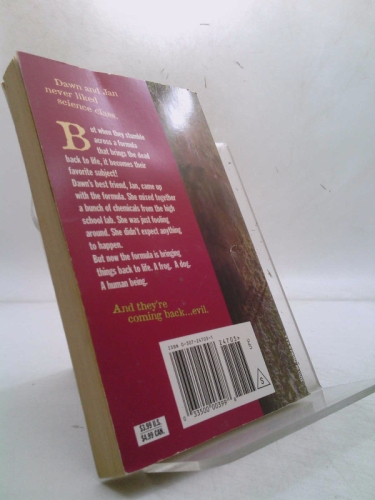 Dawn and Jan
never liked
science class.
But when they stumble
across a formula
that brings the dead
back to life, it becomes their
favorite subject!
Dawn's best friend, Jan, came up
with the formula. She mixed together
a bunch of chemicals from the high
school lab. She was just fooling
around. She didn't expect anything
to happen.
But now the formula is bringing
things back to life. A frog. A dog.
A human being.
And they're
coming back...evil.
$3.99 U.S.
$4.99 CAN.
S